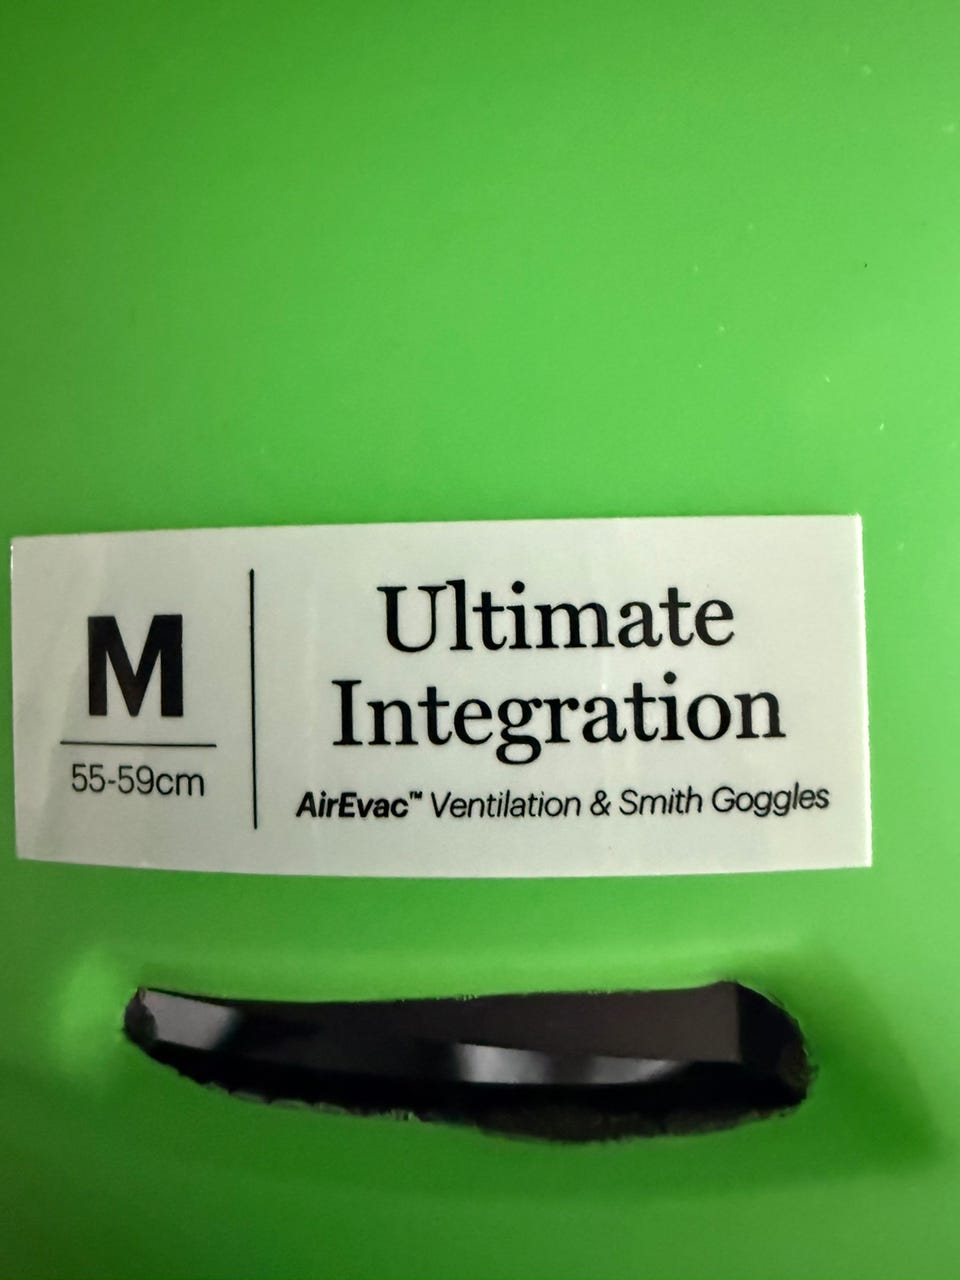 M
55-59cm
Ultimate
Integration
AirEvac™ Ventilation & Smith Goggles